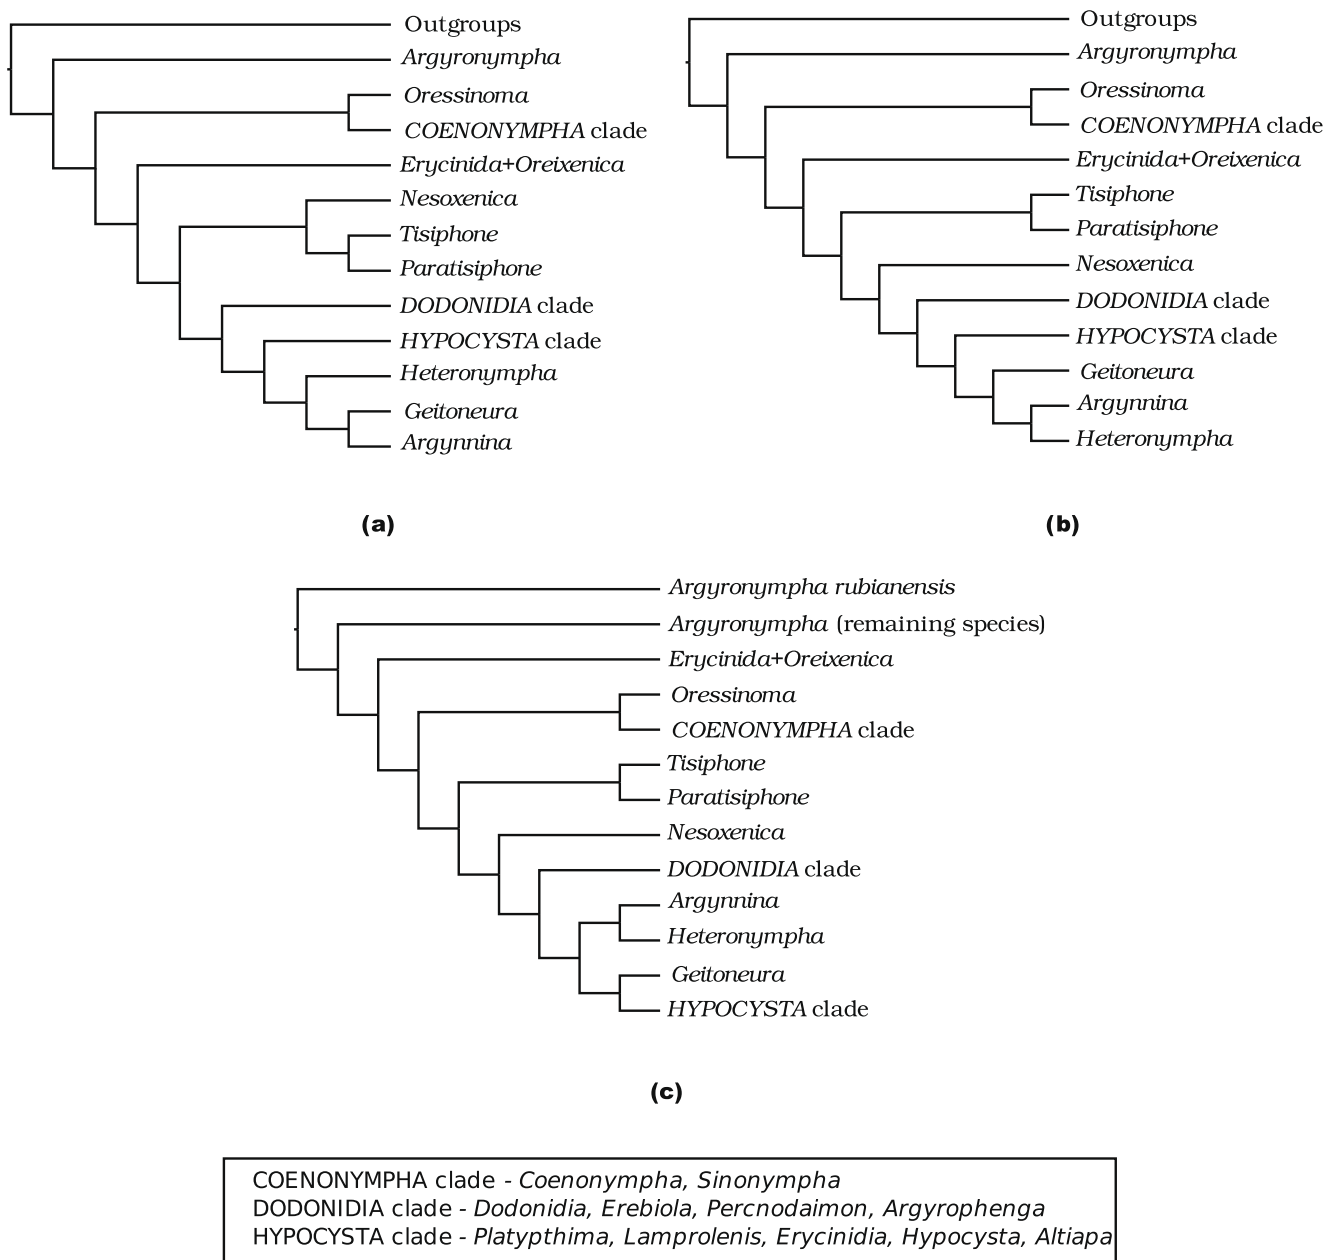 Outgroups
Argyronympha
Oressinoma
COENONYMPHA clade
Erycinida+Oreixenica
Nesoxenica
Tisiphone
Paratisiphone
DODONIDIA clade
HYPOCYSTA clade
Heteronympha
Geitoneura
Argynnina
(a)
Outgroups
Argyronympha
Oressinoma
COENONYMPHA clade
Erycinida+Oreixenica
Tisiphone
Paratisiphone
Nesoxenica
DODONIDIA clade
HYPOCYSTA clade
Geitoneura
Argynnina
Heteronympha
(b)
Argyronympha rubianensis
Argyronympha (remaining species)
Erycinida+Oreixenica
Oressinoma
COENONYMPHA clade
Tisiphone
Paratisiphone
Nesoxenica
DODONIDIA clade
Argynnina
Heteronympha
Geitoneura
HYPOCYSTA clade
(c)
COENONYMPHA clade - Coenonympha, Sinonympha
DODONIDIA clade - Dodonidia, Erebiola, Percnodaimon, Argyrophenga
HYPOCYSTA clade - Platypthima, Lamprolenis, Erycinidia, Hypocysta, Altiapa